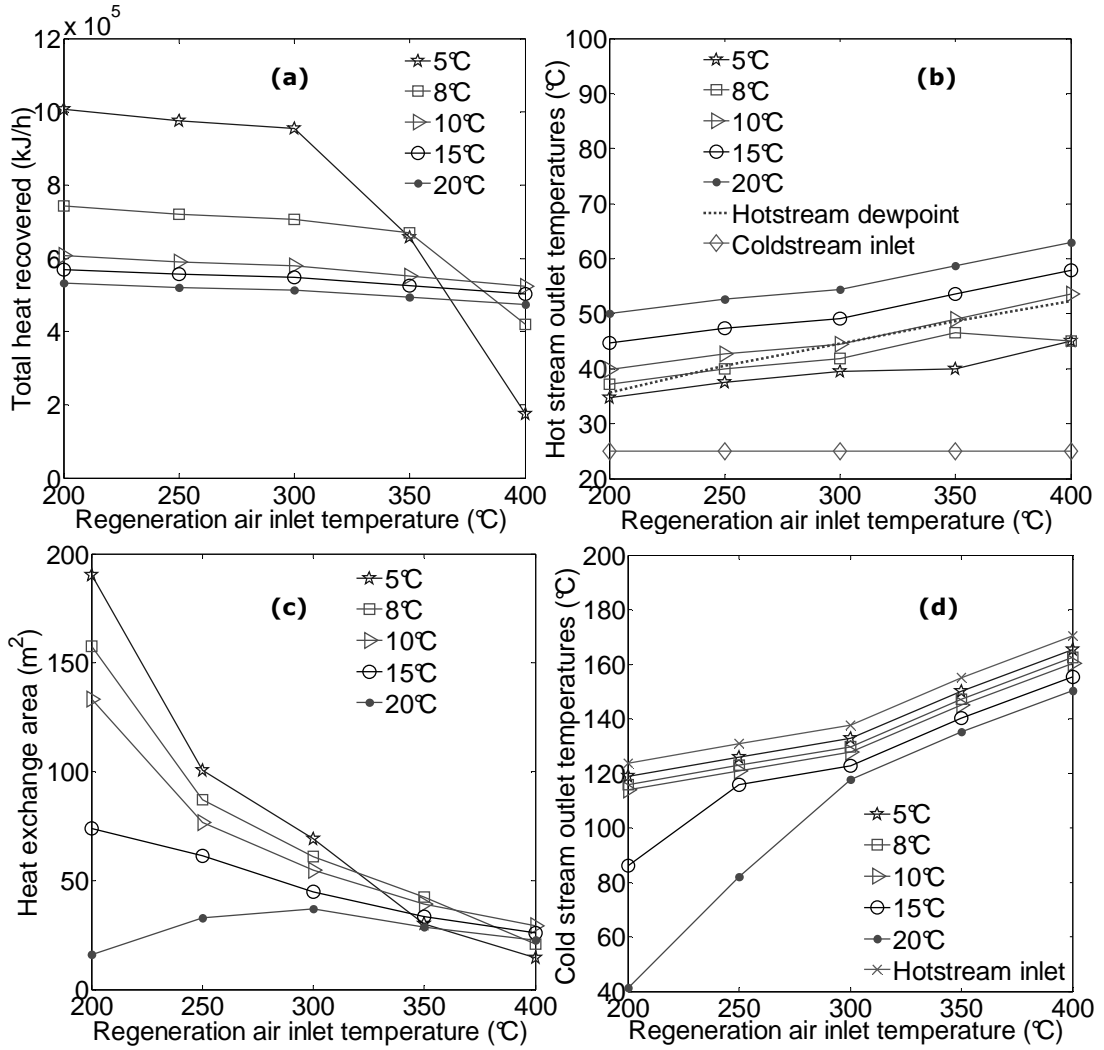 12 x 10⁵
(a)
5°C
8°C
10°C
15°C
20°C
10
8
6
4
2
0
Total heat recovered (kJ/h)
200 250 300 350 400
Regeneration air inlet temperature (°C)
100
(b)
5°C
8°C
10°C
15°C
20°C
Hotstream dewpoint
Coldstream inlet
90
80
70
60
50
40
30
20
Hot stream outlet temperatures (°C)
200 250 300 350 400
Regeneration air inlet temperature (°C)
200
(c)
5°C
8°C
10°C
15°C
20°C
150
100
50
0
Heat exchange area (m²)
200 250 300 350 400
Regeneration air inlet temperature (°C)
200
(d)
180
160
140
120
100
80
60
40
5°C
8°C
10°C
15°C
20°C
Hotstream inlet
Cold stream outlet temperatures (°C)
200 250 300 350 400
Regeneration air inlet temperature (°C)